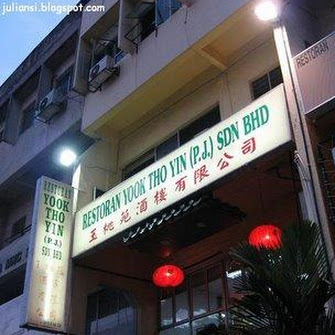 juliansi.blogspot.com
RESTORAN YOOK THO YIN (P.J.) SDN BHD
玉桃苑酒楼有限公司
RESTORAN
YOOK
THO
YIN
(P.J.)
SDN BHD
RESTORAN